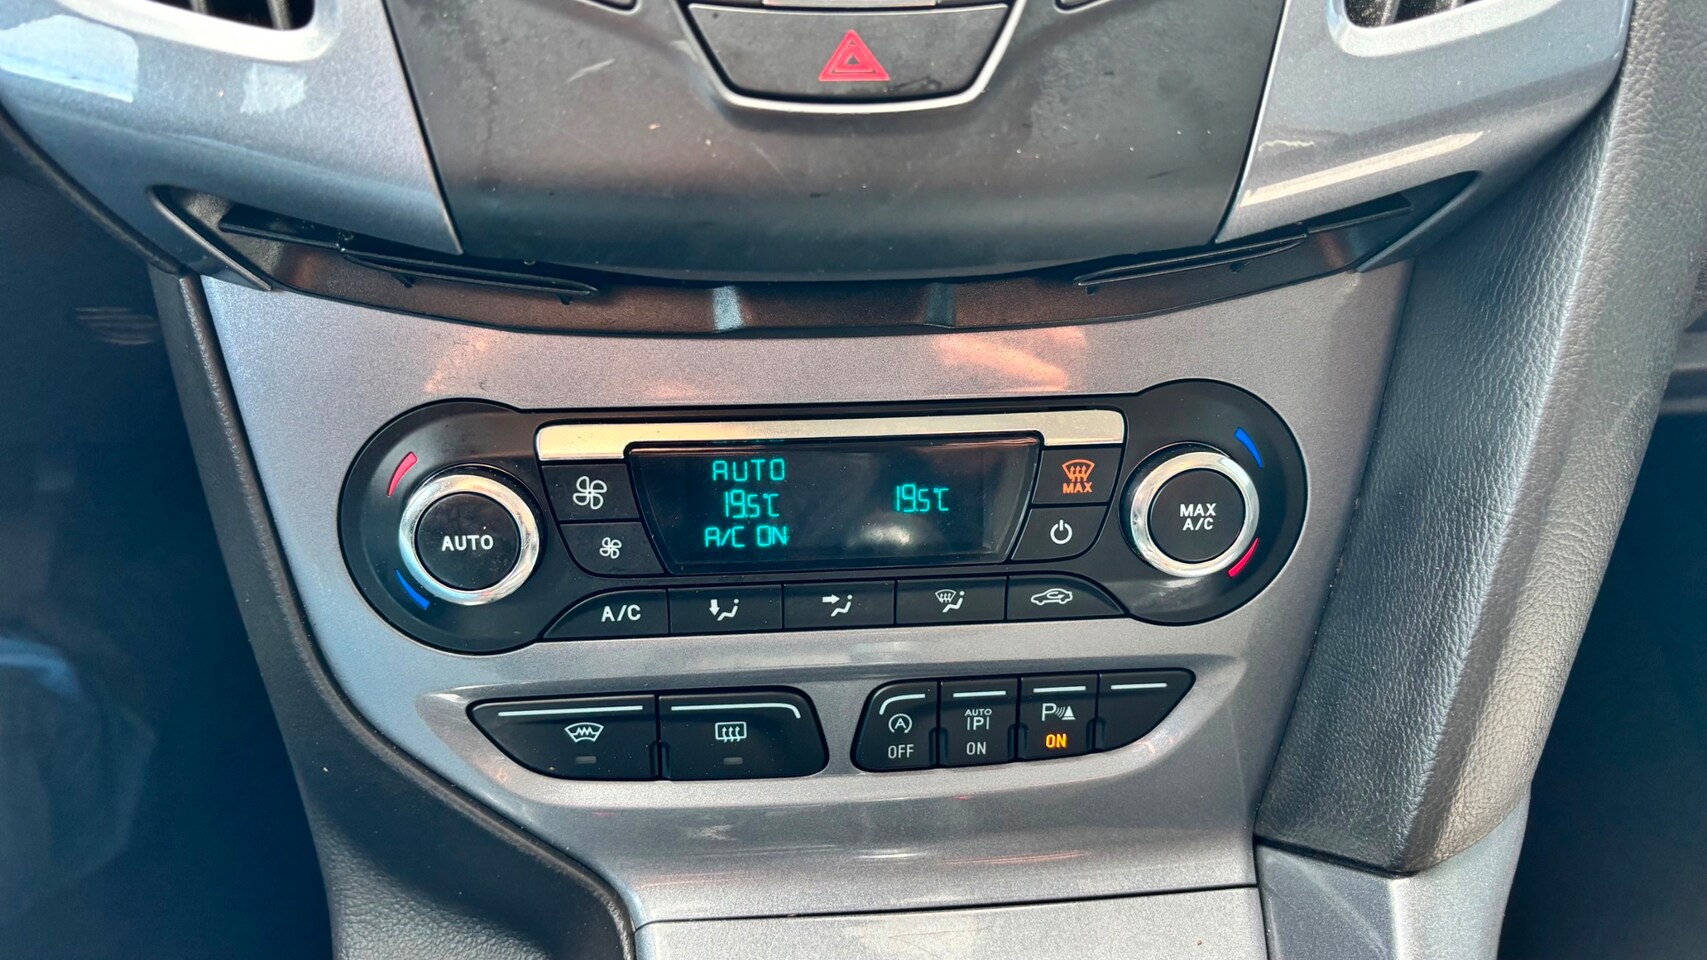 AUTO
19.5°C 19.5°C
A/C ON
MAX
AUTO
MAX
A/C
A/C
A
OFF
AUTO
|P|
ON
P
ON